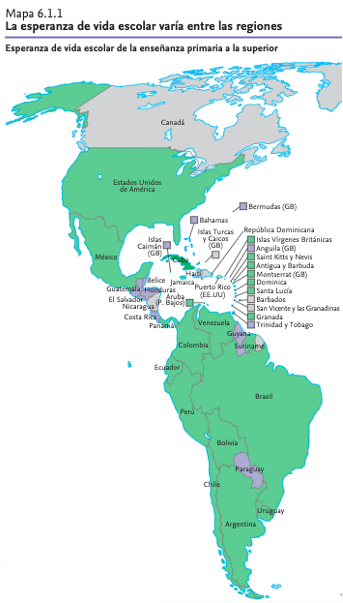 Mapa 6.1.1
La esperanza de vida escolar varía entre las regiones
Esperanza de vida escolar de la enseñanza primaria a la superior
Canadá
Estados Unidos
de América
Bermudas (GB)
Bahamas
Islas Turcas
y Caicos
(GB)
República Dominicana
Islas
Caimán
(GB)
Islas Vírgenes Británicas
Anguila (GB)
Saint Kitts y Nevis
Antigua y Barbuda
Montserrat (GB)
Dominica
Santa Lucía
Barbados
San Vicente y las Granadinas
Granada
Trinidad y Tobago
México
Cuba
Haití
Jamaica
Puerto Rico
(EE.UU)
Belice
Guatemala
Honduras
El Salvador
Nicaragua
Aruba
(P. Bajos)
Costa Rica
Panamá
Venezuela
Guyana
Suriname
Colombia
Ecuador
Perú
Brasil
Bolivia
Paraguay
Chile
Uruguay
Argentina